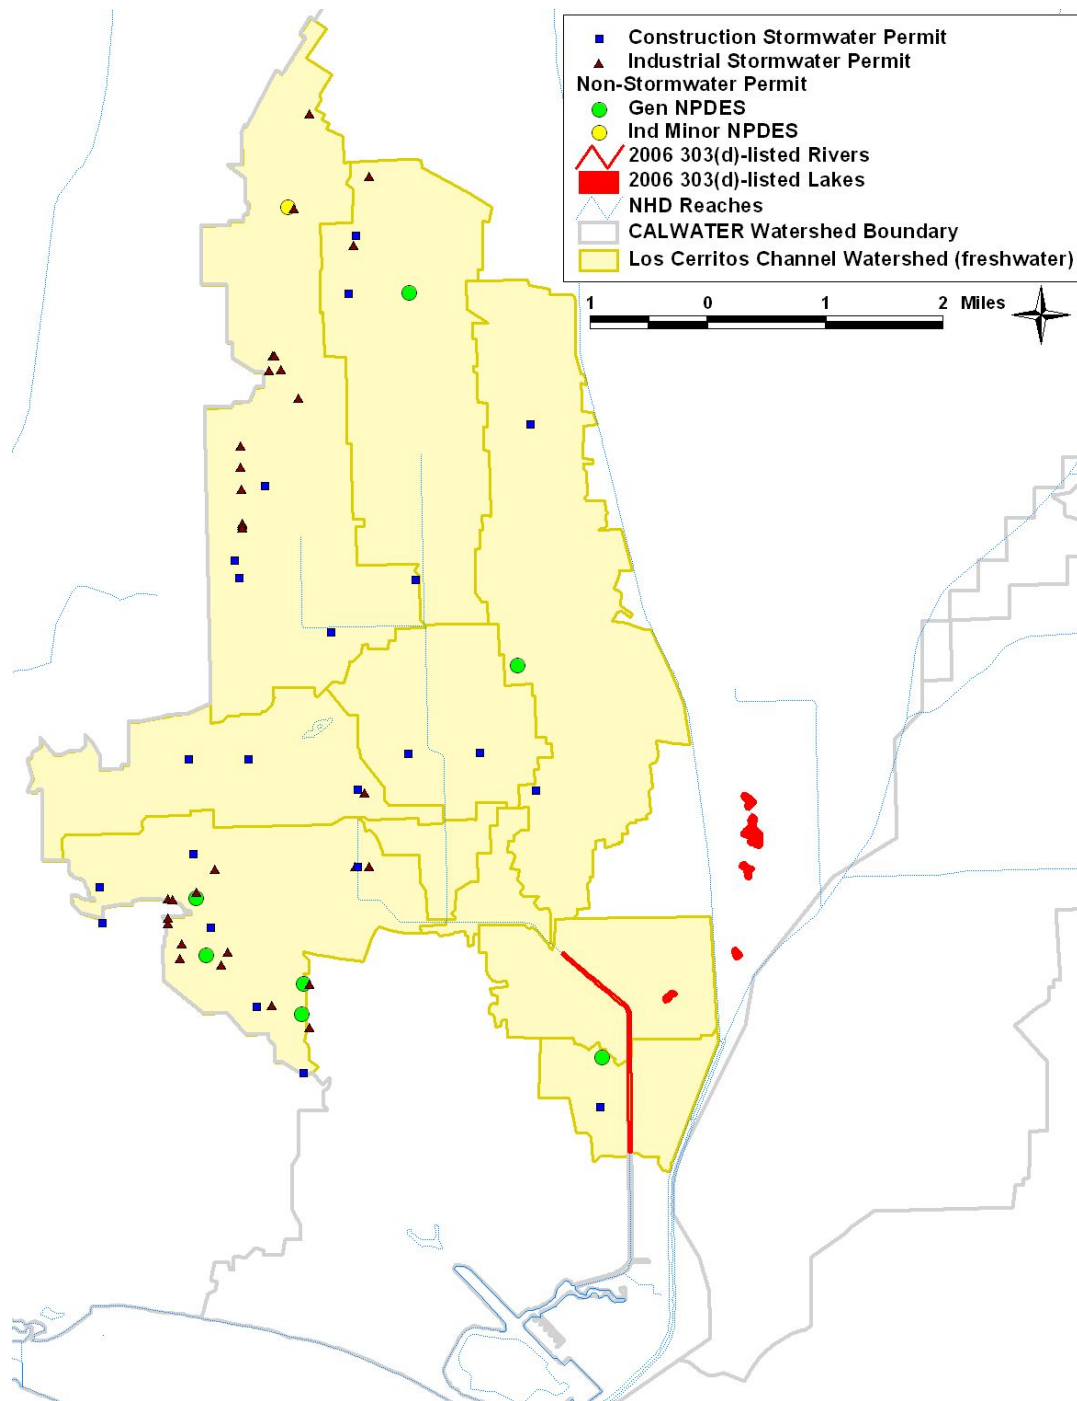 Construction Stormwater Permit
Industrial Stormwater Permit
Non-Stormwater Permit
Gen NPDES
Ind Minor NPDES
2006 303(d)-listed Rivers
2006 303(d)-listed Lakes
NHD Reaches
CALWATER Watershed Boundary
Los Cerritos Channel Watershed (freshwater)
1 0 1 2 Miles